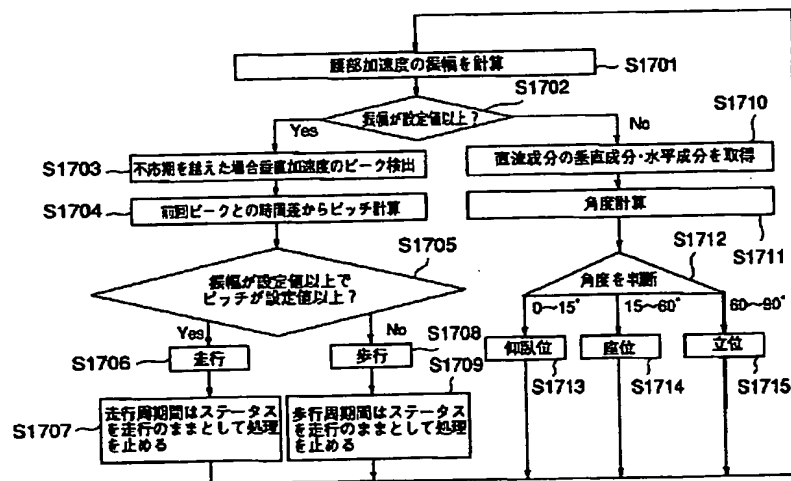 腰部加速度の振幅を計算
S1701
S1702
振幅が設定値以上？
Yes
No
S1710
S1703
不応期を越えた場合垂直加速度のピーク検出
直流成分の垂直成分・水平成分を取得
S1704
前回ピークとの時間差からピッチ計算
角度計算
S1711
S1705
振幅が設定値以上で
ピッチが設定値以上？
S1712
角度を判断
0～15°
15～60°
60～90°
Yes
No
S1706
走行
S1708
歩行
仰臥位
S1713
座位
S1714
立位
S1715
S1707
走行周期間はステータス
を走行のままとして処理
を止める
S1709
歩行周期間はステータス
を歩行のままとして処理
を止める